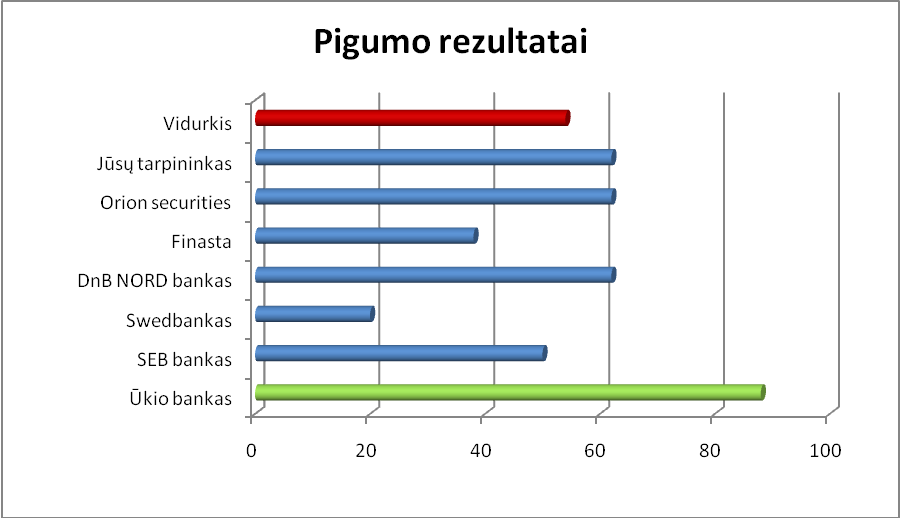 Pigumo rezultatai
Vidurkis
Jūsų tarpininkas
Orion securities
Finasta
DnB NORD bankas
Swedbankas
SEB bankas
Ūkio bankas
0 20 40 60 80 100